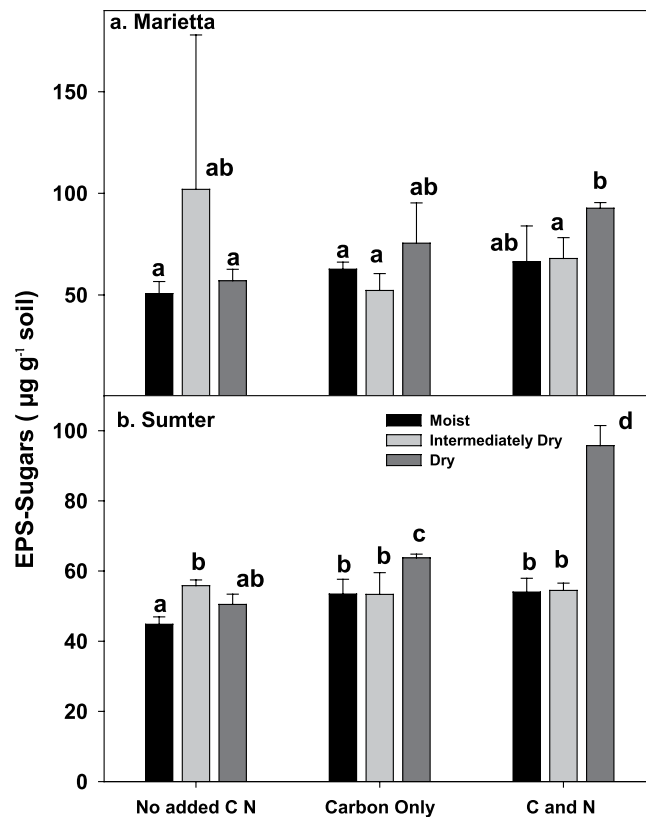 a. Marietta
150
100
50
ab
a
a
a
a
ab
ab
a
b
EPS-Sugars ( µg g-1 soil)
b. Sumter
Moist
Intermediately Dry
Dry
100
80
60
40
20
0
a
b
ab
b
b
c
b
b
d
No added C N
Carbon Only
C and N